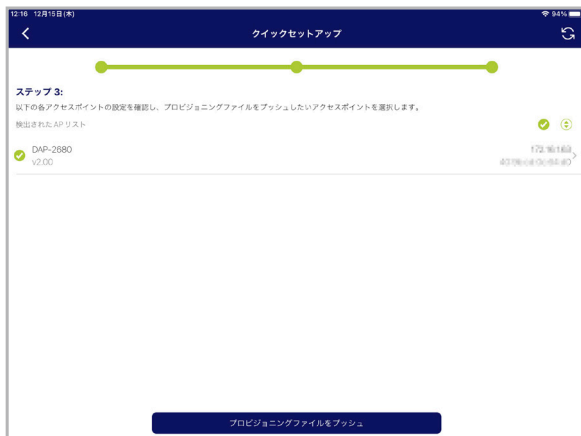 12:16 12月15日(木)
94%
クイックセットアップ
ステップ 3:
以下の各アクセスポイントの設定を確認し、プロビジョニングファイルをプッシュしたいアクセスポイントを選択します。
検出された AP リスト
DAP-2680
v2.00
プロビジョニングファイルをプッシュ